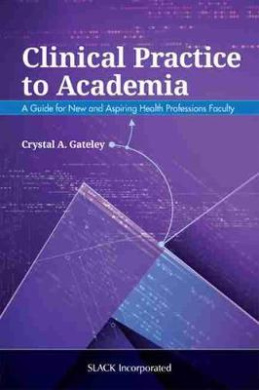 Clinical Practice
to Academia
A Guide for New and Aspiring Health Professions Faculty
Crystal A. Gateley
SLACK Incorporated